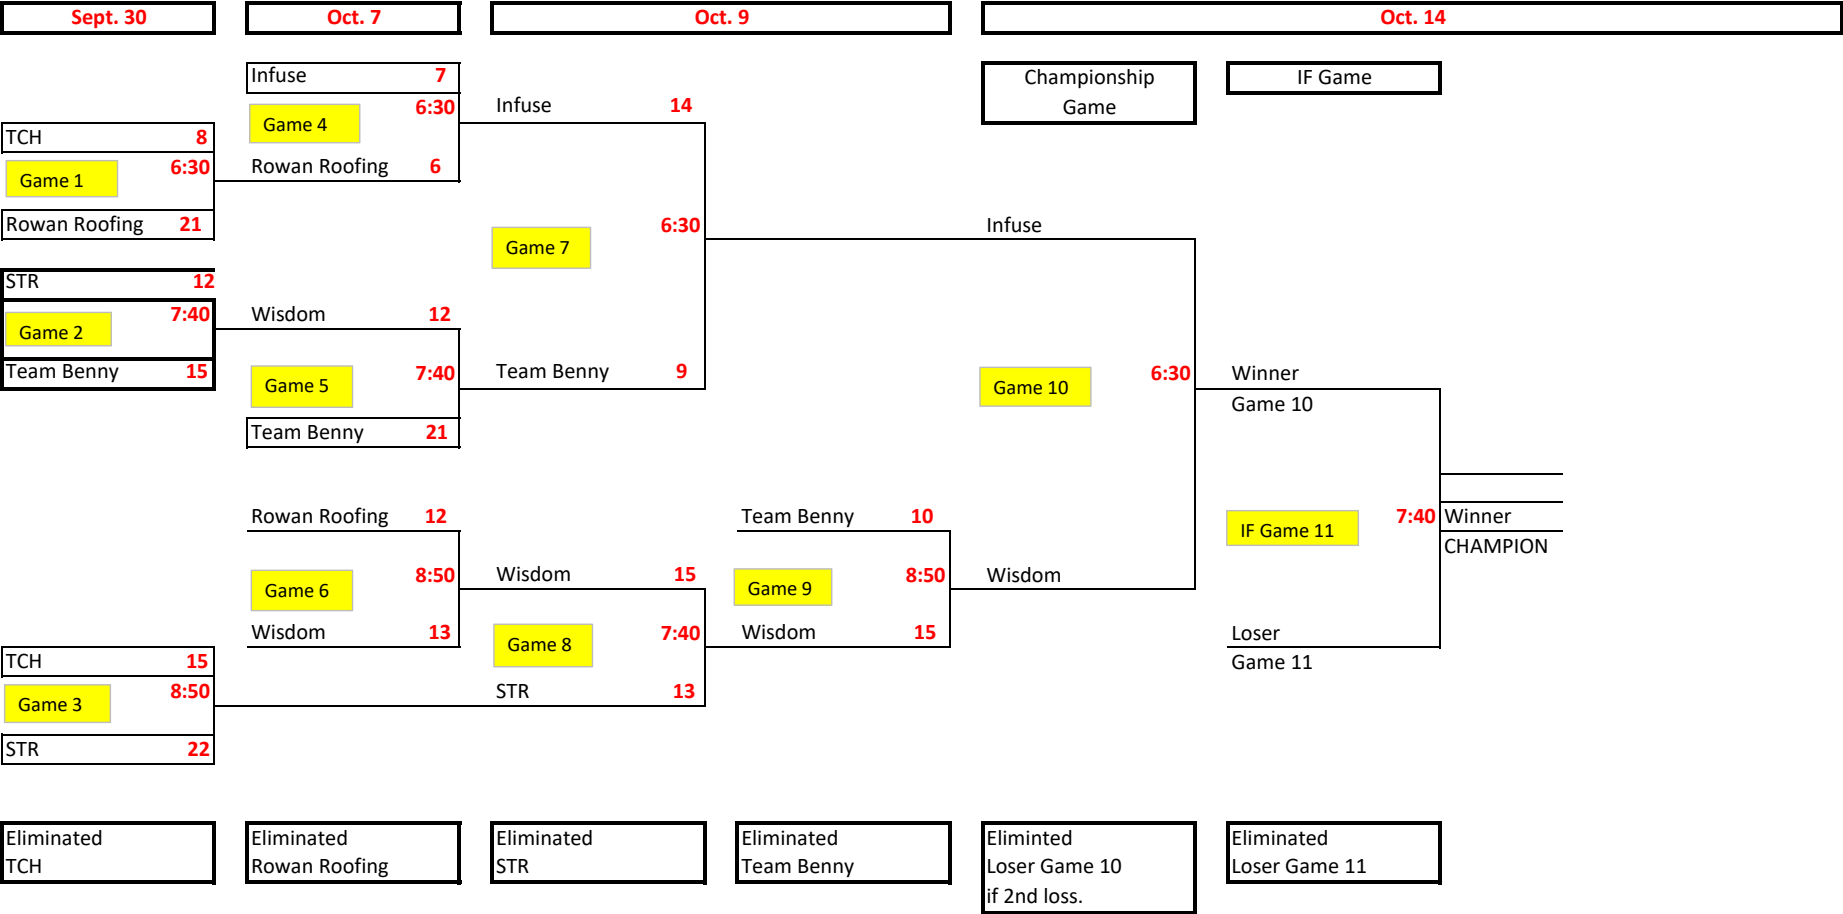 Sept. 30
Oct. 7
Oct. 9
Oct. 14
Infuse 7
6:30
Game 4
Rowan Roofing 6
Infuse 14
Championship
Game
IF Game
TCH 8
6:30
Game 1
Rowan Roofing 21
STR 12
7:40
Game 2
Team Benny 15
Wisdom 12
7:40
Game 5
Team Benny 21
6:30
Game 7
Team Benny 9
Infuse
6:30
Game 10
Winner
Game 10
Rowan Roofing 12
8:50
Game 6
Wisdom 13
Wisdom 15
7:40
Game 8
STR 13
Team Benny 10
8:50
Game 9
Wisdom 15
Wisdom
7:40
IF Game 11
Winner
CHAMPION
Loser
Game 11
TCH 15
8:50
Game 3
STR 22
Eliminated
TCH
Eliminated
Rowan Roofing
Eliminated
STR
Eliminated
Team Benny
Eliminted
Loser Game 10
if 2nd loss.
Eliminated
Loser Game 11